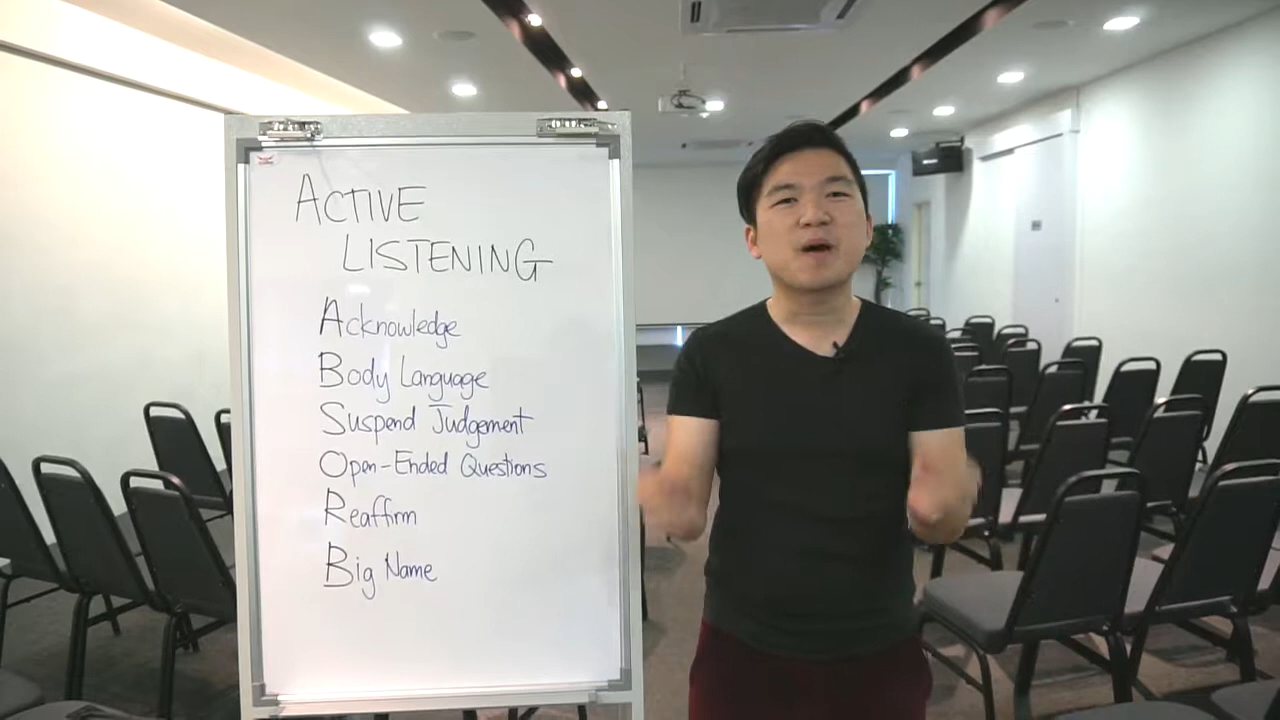 ACTIVE
LISTENING
Acknowledge
Body Language
Suspend Judgement
Open-Ended Questions
Reaffirm
Big Name